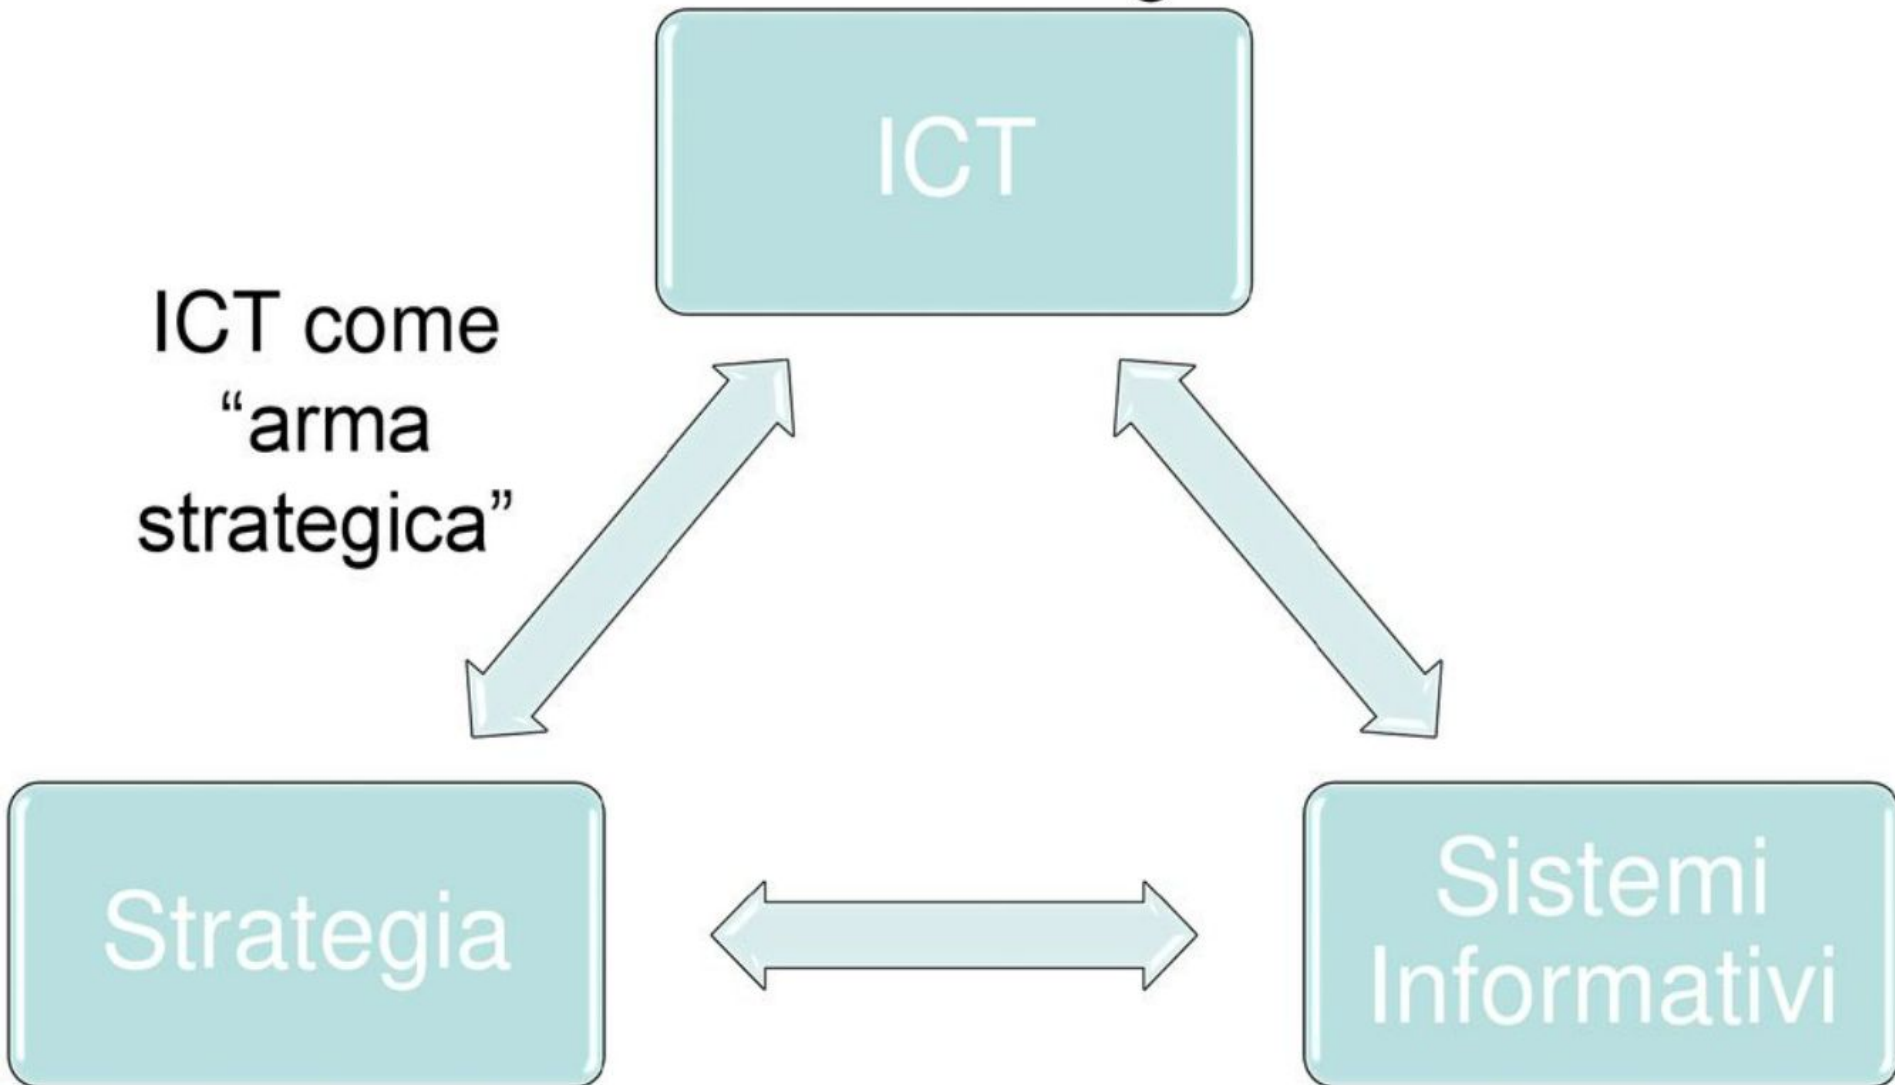 ICT
ICT come
“arma
strategica”
Strategia
Sistemi
Informativi